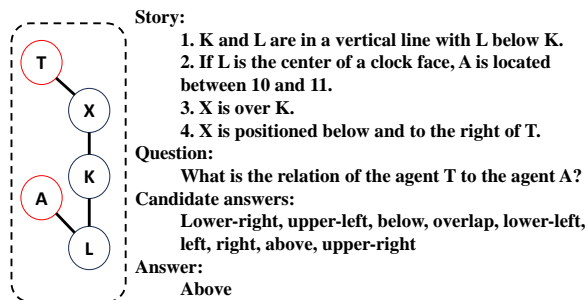 T
X
K
A
L
Story:
1. K and L are in a vertical line with L below K.
2. If L is the center of a clock face, A is located
between 10 and 11.
3. X is over K.
4. X is positioned below and to the right of T.
Question:
What is the relation of the agent T to the agent A?
Candidate answers:
Lower-right, upper-left, below, overlap, lower-left,
left, right, above, upper-right
Answer:
Above